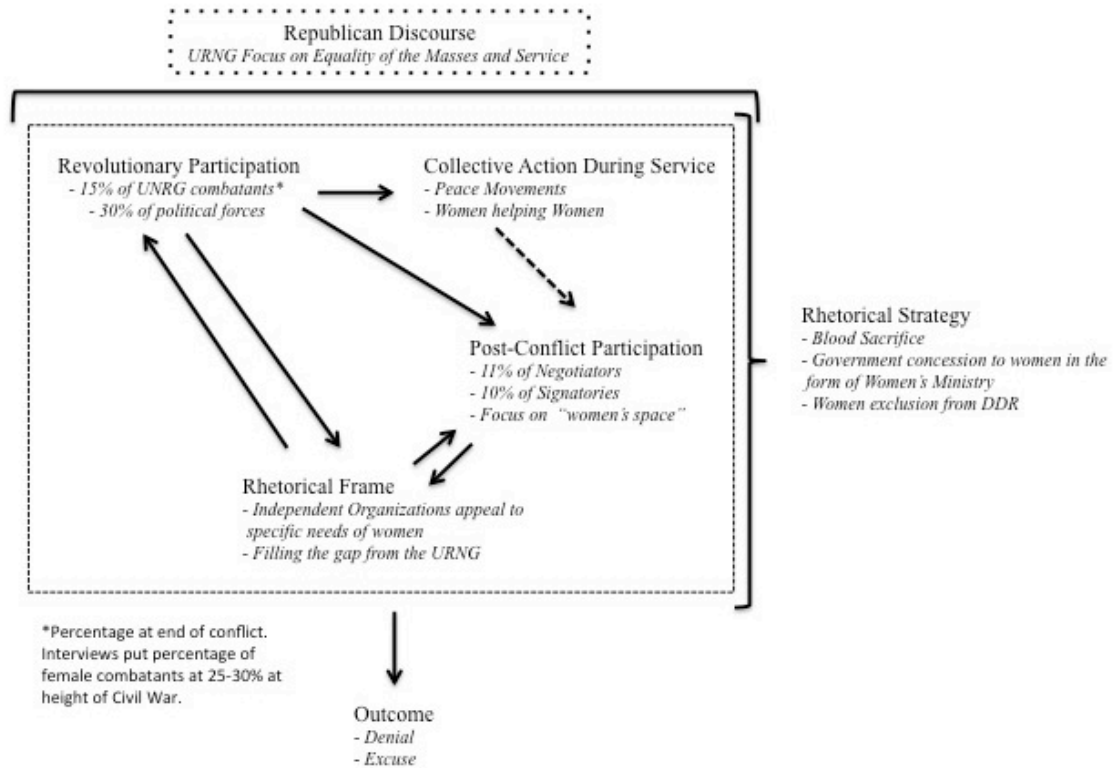 Republican Discourse
URNG Focus on Equality of the Masses and Service
Revolutionary Participation
- 15% of UNRG combatants*
- 30% of political forces
Collective Action During Service
- Peace Movements
- Women helping Women
Post-Conflict Participation
- 11% of Negotiators
- 10% of Signatories
- Focus on “women’s space”
Rhetorical Frame
- Independent Organizations appeal to
specific needs of women
- Filling the gap from the URNG
Rhetorical Strategy
- Blood Sacrifice
- Government concession to women in the
form of Women’s Ministry
- Women exclusion from DDR
*Percentage at end of conflict.
Interviews put percentage of
female combatants at 25-30% at
height of Civil War.
Outcome
- Denial
- Excuse